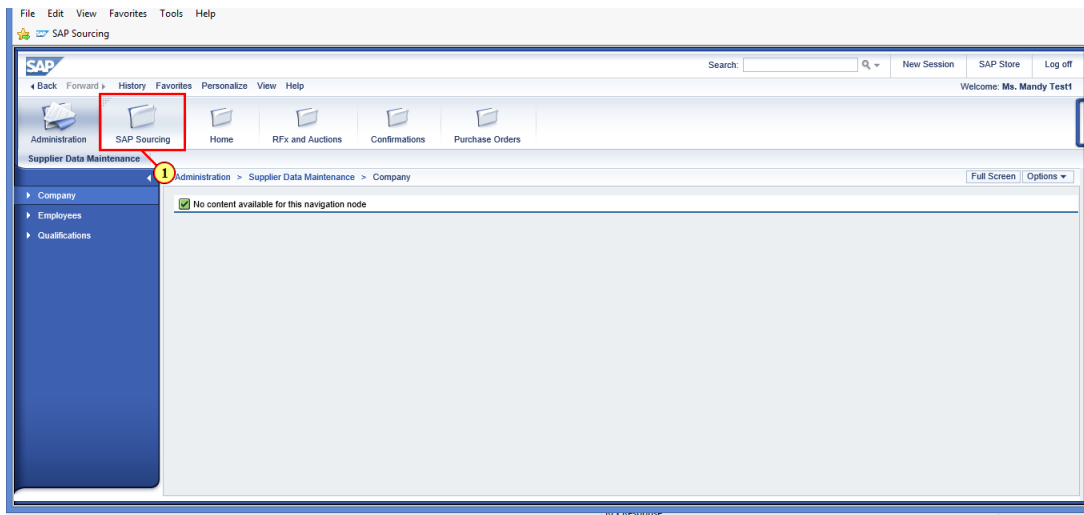 File Edit View Favorites Tools Help
SAP Sourcing
SAP
Search:
New Session SAP Store Log off
Back Forward History Favorites Personalize View Help
Welcome: Ms. Mandy Test1
Administration SAP Sourcing Home RFx and Auctions Confirmations Purchase Orders
Supplier Data Maintenance
1
Administration > Supplier Data Maintenance > Company
Full Screen Options
Company
No content available for this navigation node
Employees
Qualifications